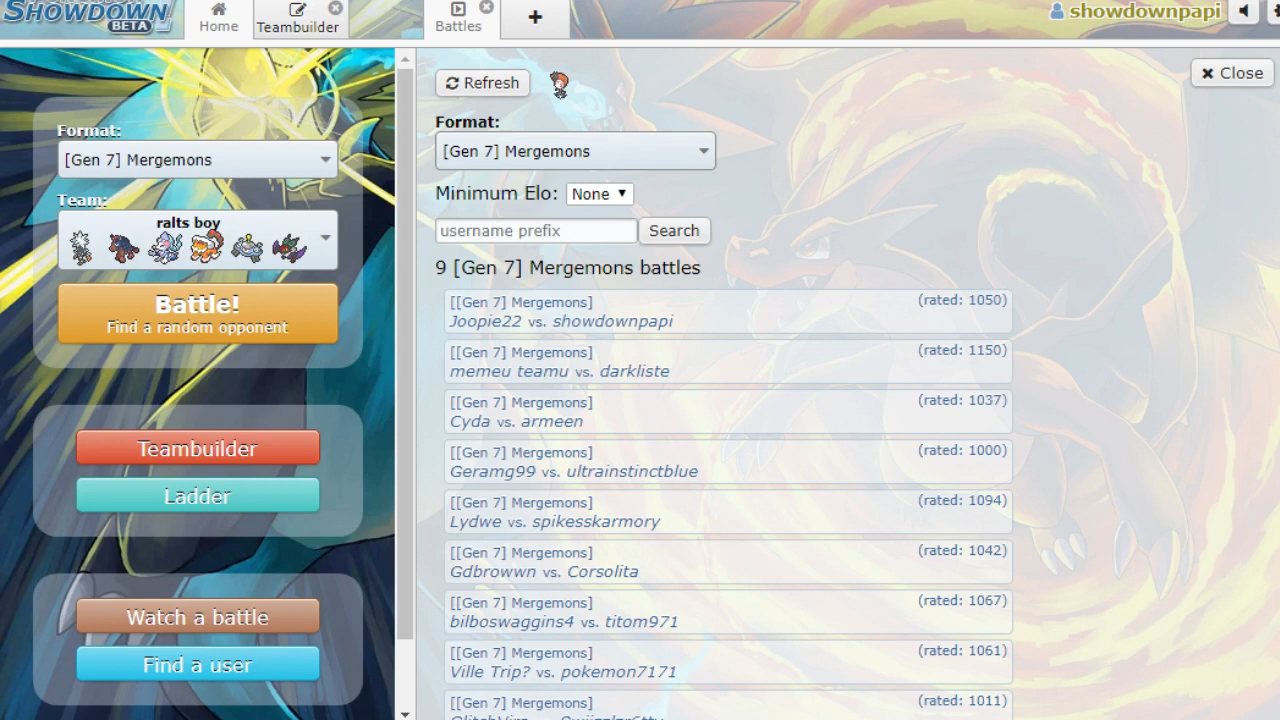 SHOWDOWN
BETA
Home
Teambuilder
Battles
+
showdownpapi
Format:
[Gen 7] Mergemons
Team:
ralts boy
Battle!
Find a random opponent
Teambuilder
Ladder
Watch a battle
Find a user
Refresh
Close
Format:
[Gen 7] Mergemons
Minimum Elo: None
username prefix
Search
9 [Gen 7] Mergemons battles
[[Gen 7] Mergemons] (rated: 1050)
Joopie22 vs. showdownpapi
[[Gen 7] Mergemons] (rated: 1150)
memeu teamu vs. darkliste
[[Gen 7] Mergemons] (rated: 1037)
Cyda vs. armeen
[[Gen 7] Mergemons] (rated: 1000)
Geramg99 vs. ultrainstinctblue
[[Gen 7] Mergemons] (rated: 1094)
Lydwe vs. spikesskarmory
[[Gen 7] Mergemons] (rated: 1042)
Gdbrowwn vs. Corsolita
[[Gen 7] Mergemons] (rated: 1067)
bilboswaggins4 vs. titom971
[[Gen 7] Mergemons] (rated: 1061)
Ville Trip? vs. pokemon7171
[[Gen 7] Mergemons] (rated: 1011)